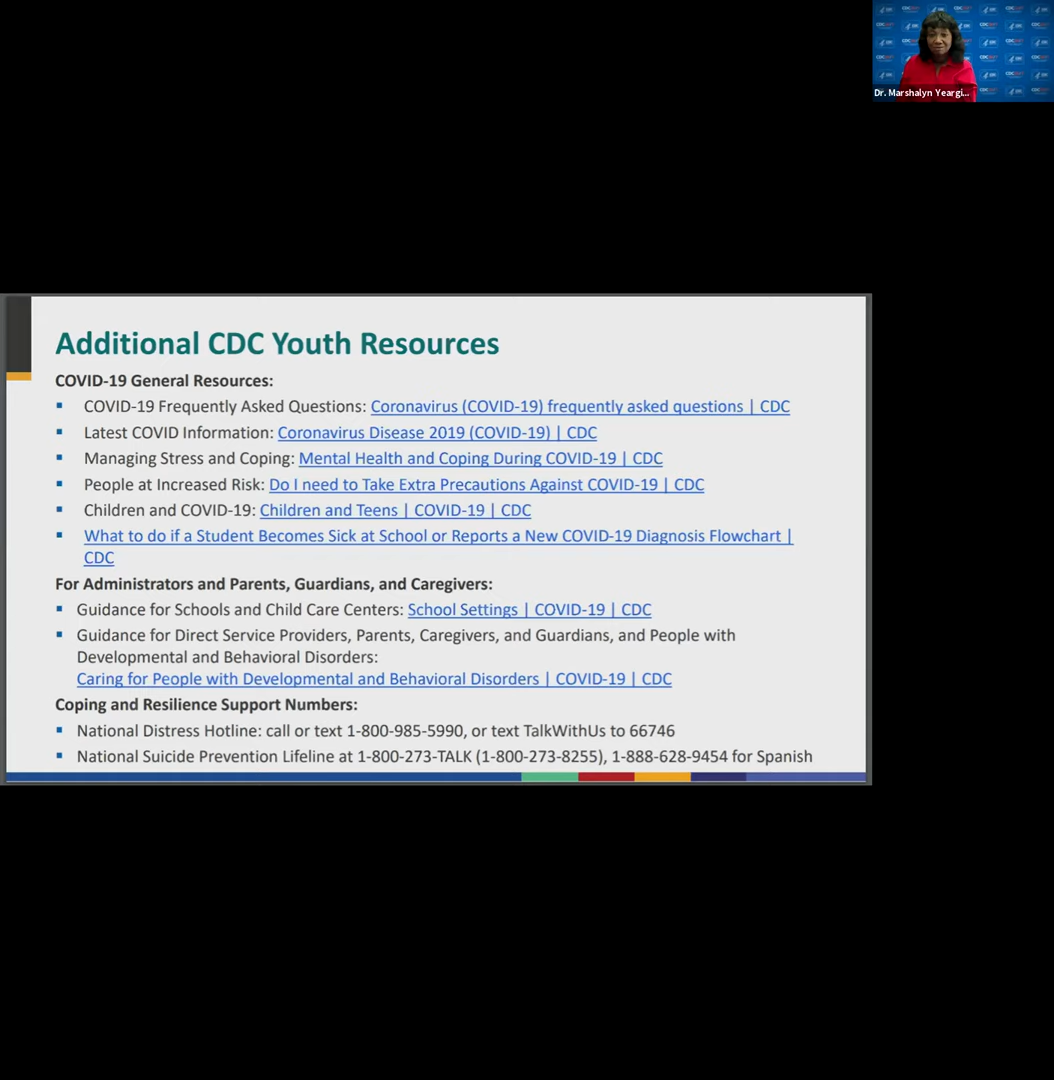 Dr. Marshalyn Yeargi...
Additional CDC Youth Resources
COVID-19 General Resources:
▪ COVID-19 Frequently Asked Questions: Coronavirus (COVID-19) frequently asked questions | CDC
▪ Latest COVID Information: Coronavirus Disease 2019 (COVID-19) | CDC
▪ Managing Stress and Coping: Mental Health and Coping During COVID-19 | CDC
▪ People at Increased Risk: Do I need to Take Extra Precautions Against COVID-19 | CDC
▪ Children and COVID-19: Children and Teens | COVID-19 | CDC
▪ What to do if a Student Becomes Sick at School or Reports a New COVID-19 Diagnosis Flowchart |
CDC
For Administrators and Parents, Guardians, and Caregivers:
▪ Guidance for Schools and Child Care Centers: School Settings | COVID-19 | CDC
▪ Guidance for Direct Service Providers, Parents, Caregivers, and Guardians, and People with
Developmental and Behavioral Disorders:
Caring for People with Developmental and Behavioral Disorders | COVID-19 | CDC
Coping and Resilience Support Numbers:
▪ National Distress Hotline: call or text 1-800-985-5990, or text TalkWithUs to 66746
▪ National Suicide Prevention Lifeline at 1-800-273-TALK (1-800-273-8255), 1-888-628-9454 for Spanish